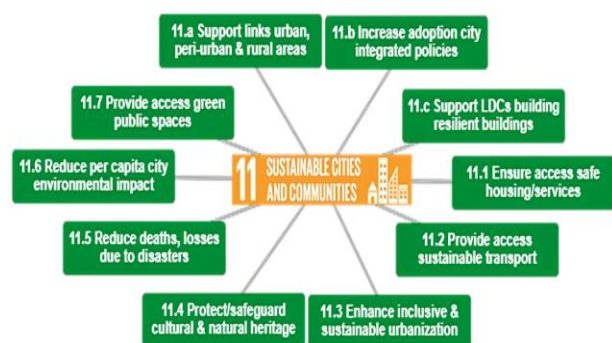 11.a Support links urban,
peri-urban & rural areas
11.b Increase adoption city
integrated policies
11.7 Provide access green
public spaces
11.c Support LDCs building
resilient buildings
11.6 Reduce per capita city
environmental impact
11 SUSTAINABLE CITIES
AND COMMUNITIES
11.1 Ensure access safe
housing/services
11.5 Reduce deaths, losses
due to disasters
11.2 Provide access
sustainable transport
11.4 Protect/safeguard
cultural & natural heritage
11.3 Enhance inclusive &
sustainable urbanization